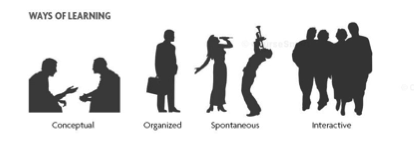 WAYS OF LEARNING
Conceptual
Organized
Spontaneous
Interactive